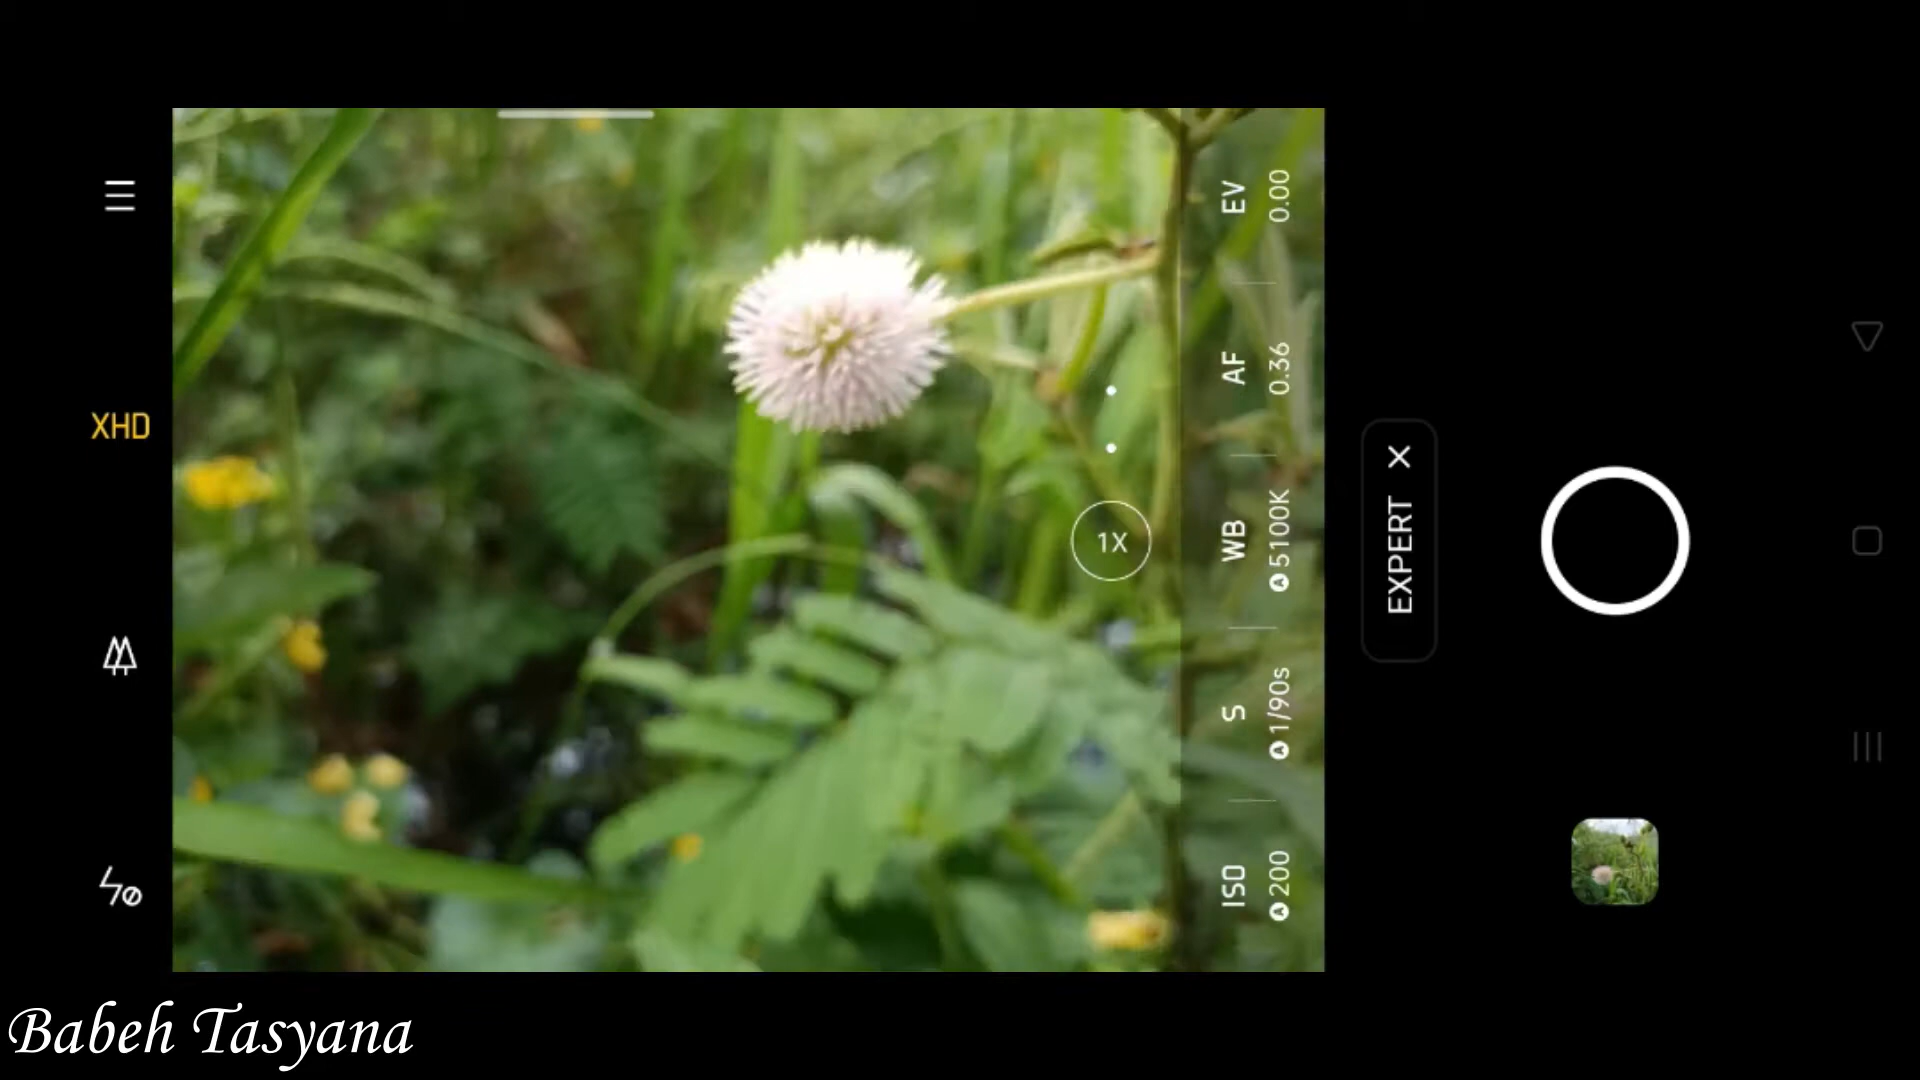 XHD
1X
EV
0.00
AF
0.36
WB
A 5100K
S
A 1/90s
ISO
A 200
EXPERT X
Babeh Tasyana